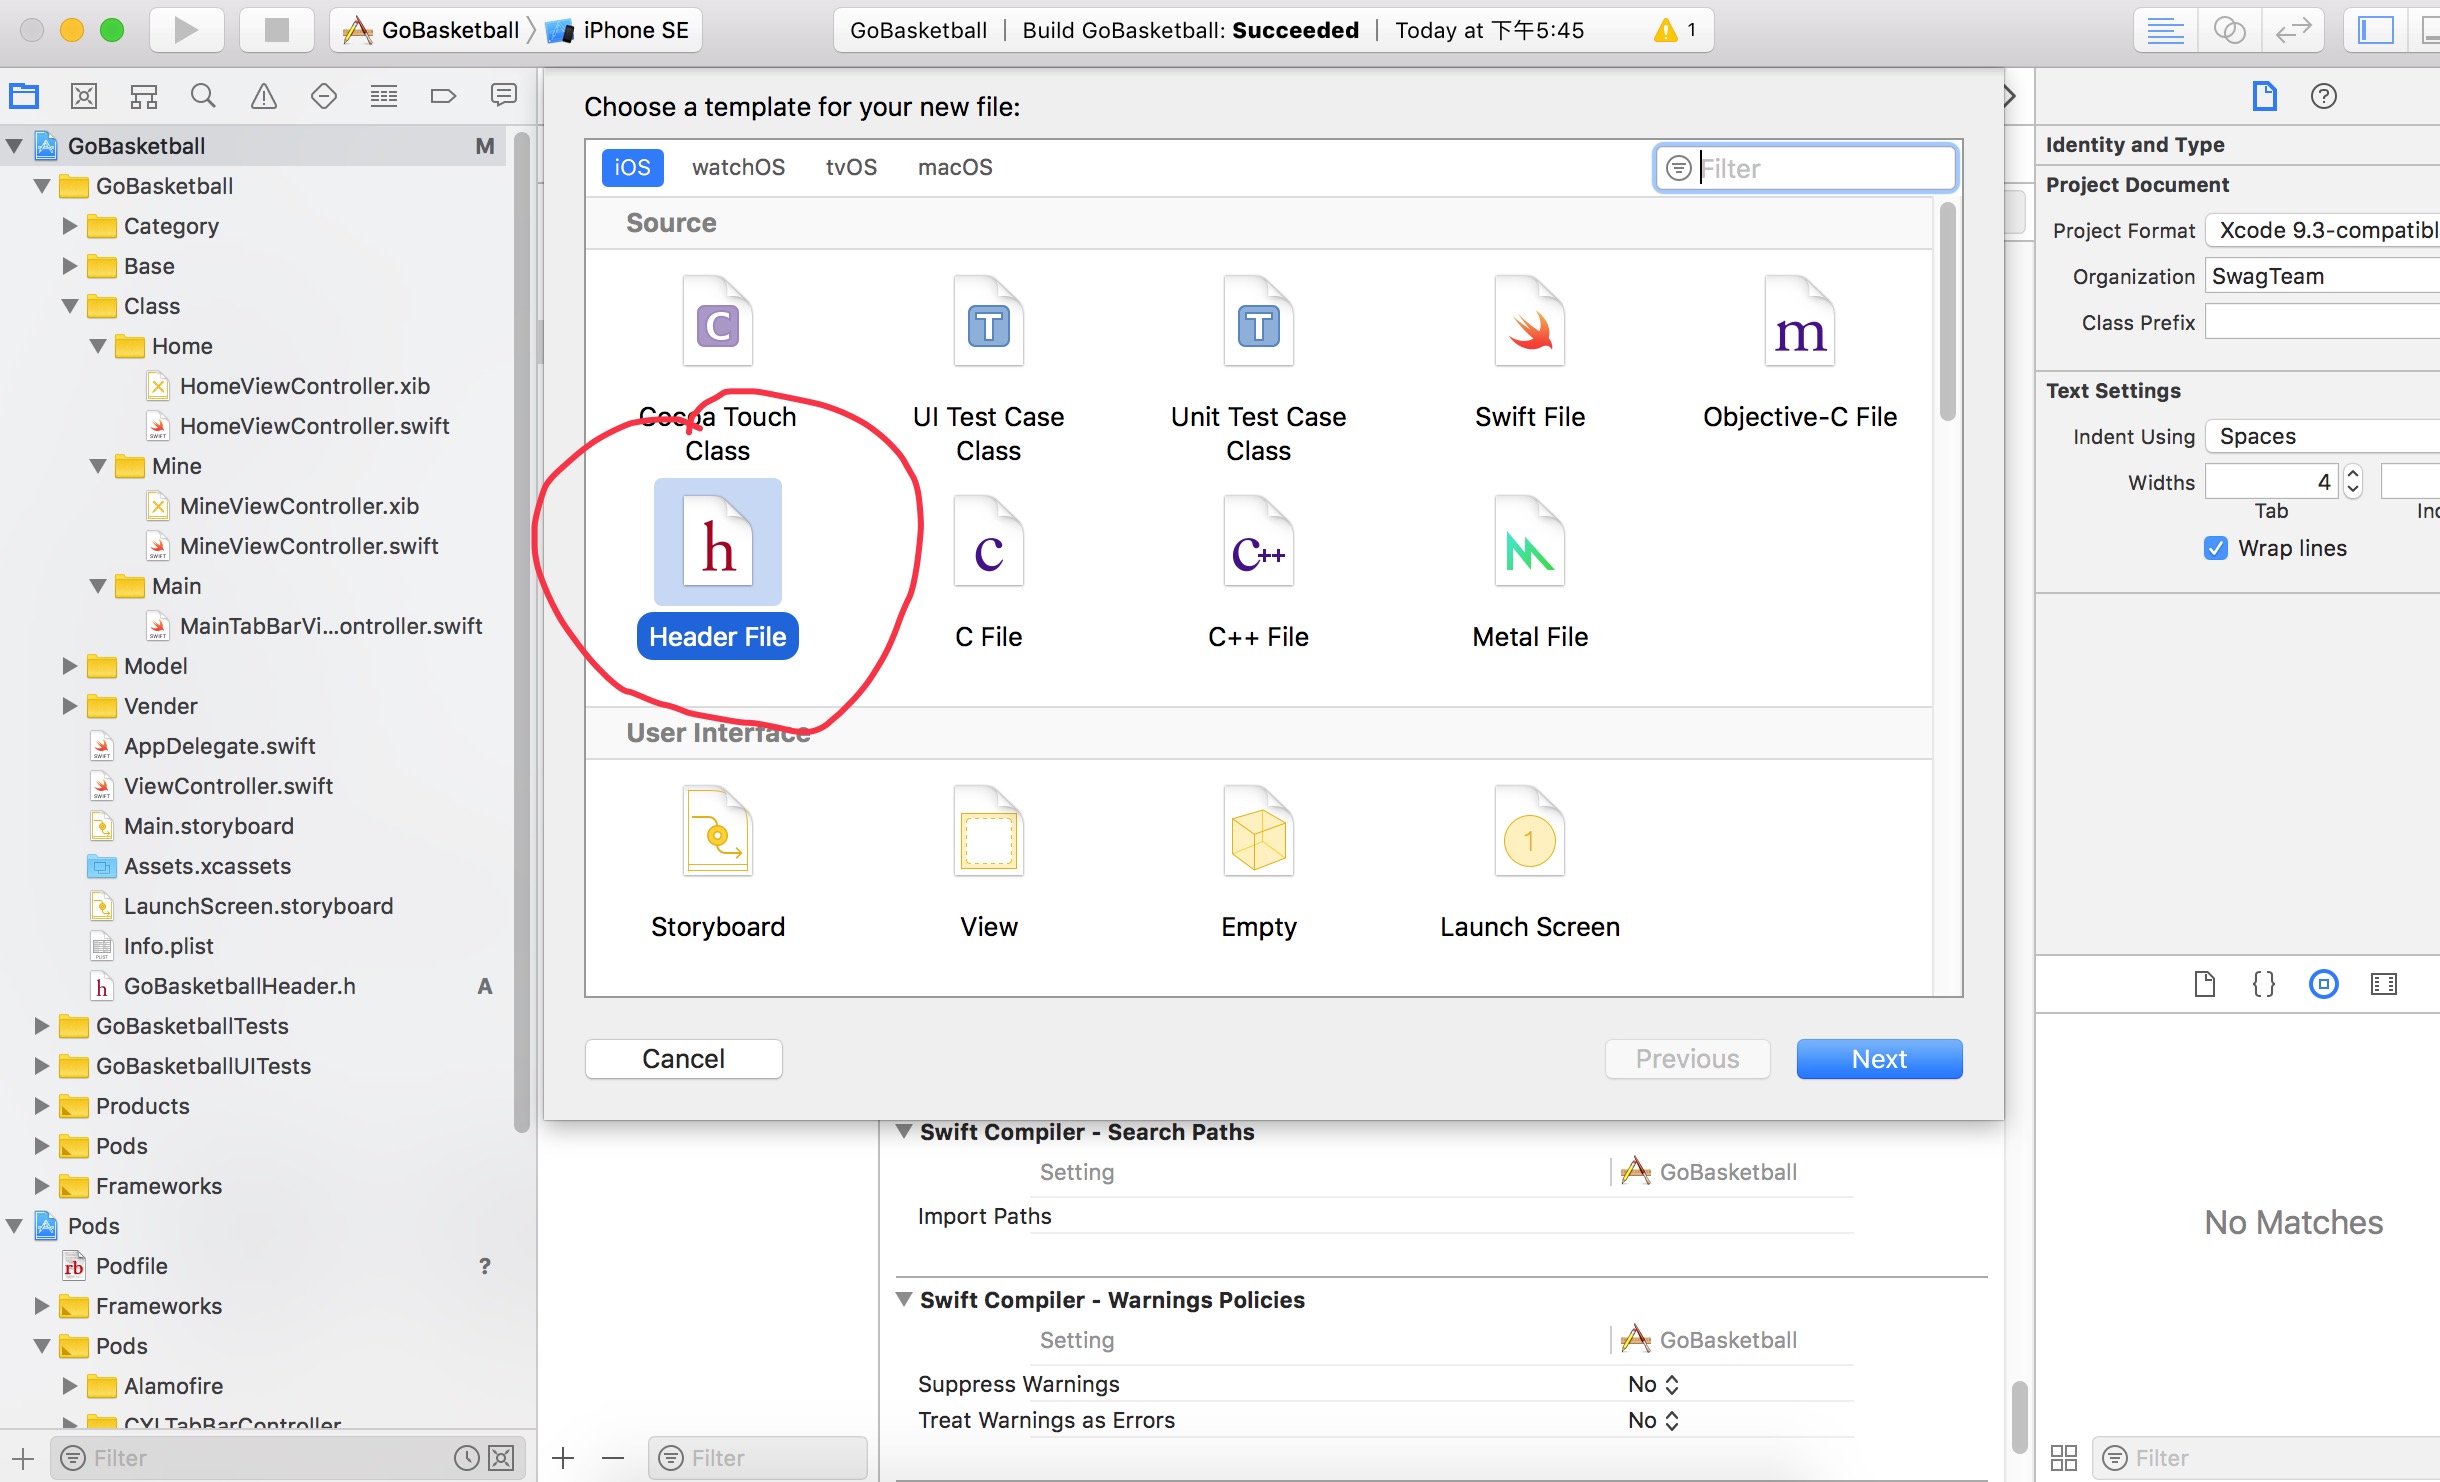 GoBasketball
iPhone SE
GoBasketball | Build GoBasketball: Succeeded | Today at 下午5:45
1
GoBasketball M
GoBasketball
Category
Base
Class
Home
HomeViewController.xib
HomeViewController.swift
Mine
MineViewController.xib
MineViewController.swift
Main
MainTabBarVi...ontroller.swift
Model
Vender
AppDelegate.swift
ViewController.swift
Main.storyboard
Assets.xcassets
LaunchScreen.storyboard
Info.plist
GoBasketballHeader.h A
GoBasketballTests
GoBasketballUITests
Products
Pods
Frameworks
Pods
Podfile ?
Frameworks
Pods
Alamofire
CYLTabBarController
Filter
Choose a template for your new file:
iOS watchOS tvOS macOS
Filter
Source
Cocoa Touch Class
UI Test Case Class
Unit Test Case Class
Swift File
Objective-C File
Header File
C File
C++ File
Metal File
User Interface
Storyboard
View
Empty
Launch Screen
Cancel
Previous
Next
Swift Compiler - Search Paths
Setting GoBasketball
Import Paths
Swift Compiler - Warnings Policies
Setting GoBasketball
Suppress Warnings No
Treat Warnings as Errors No
Filter
Identity and Type
Project Document
Project Format Xcode 9.3-compatibl
Organization SwagTeam
Class Prefix
Text Settings
Indent Using Spaces
Widths 4
Tab Ind
Wrap lines
No Matches
Filter